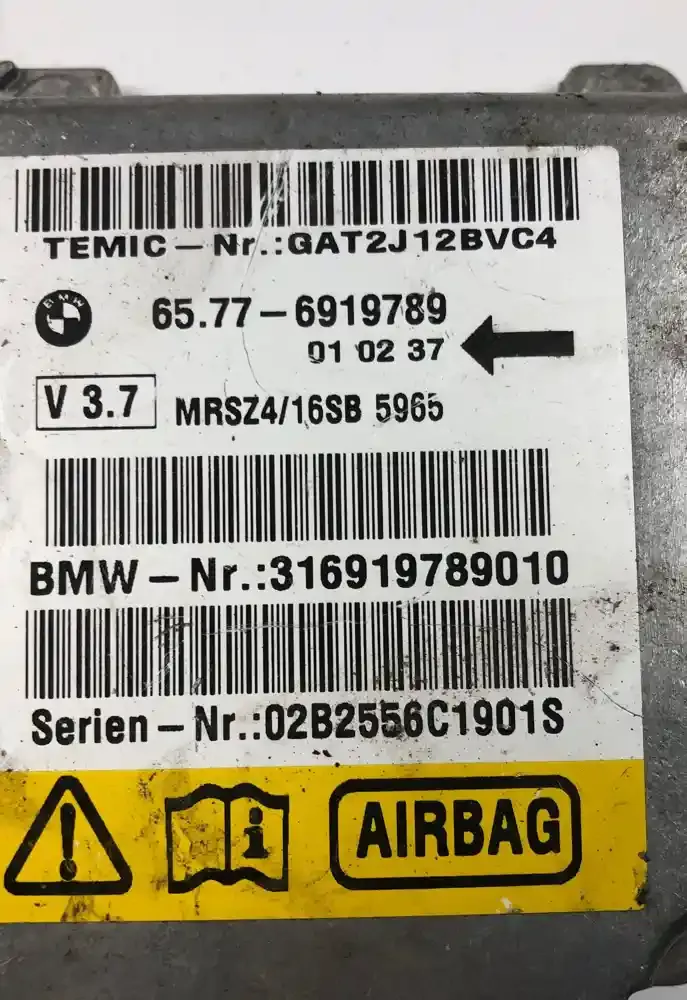 TEMIC-Nr.:GAT2J12BVC4
BMW
65.77-6919789
01 02 37
V 3.7
MRSZ4/16SB 5965
BMW-Nr.:316919789010
Serien-Nr.:02B2556C1901S
AIRBAG